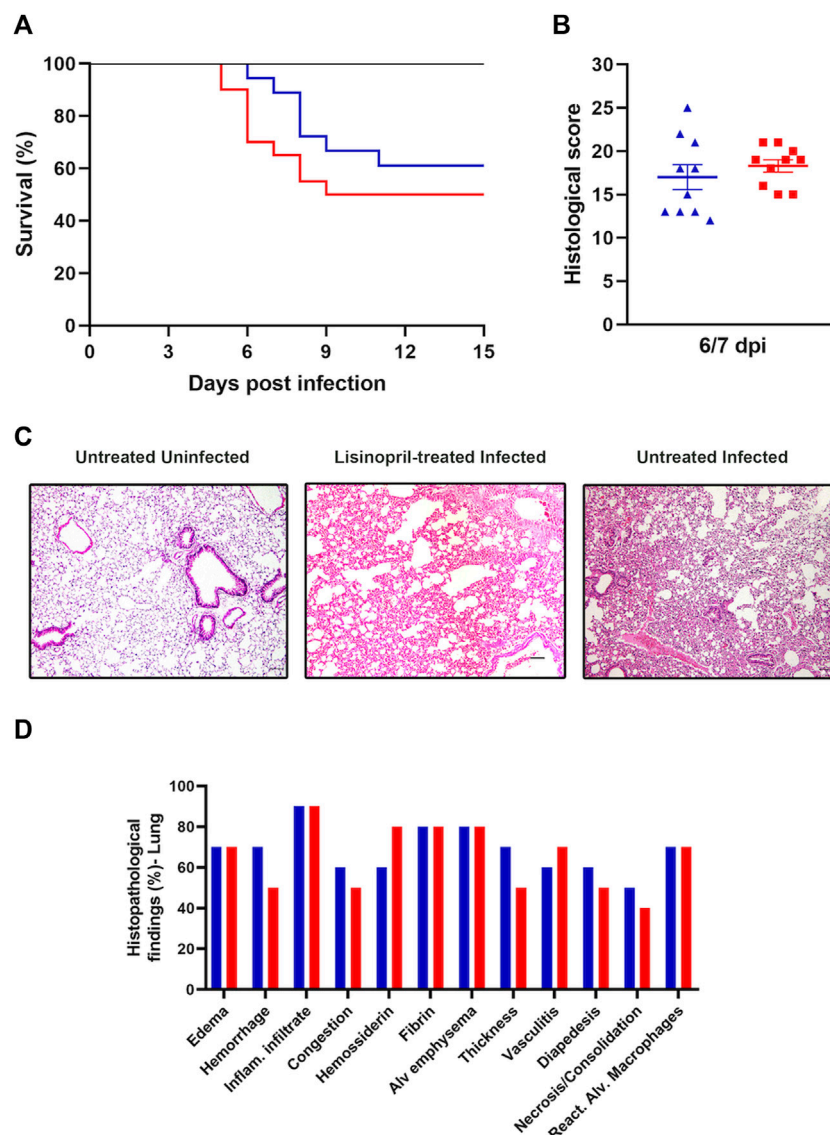 A
B
100
80
60
40
20
0
Survival (%)
0 3 6 9 12 15
Days post infection
30
25
20
15
10
5
0
Histological score
6/7 dpi
C
Untreated Uninfected
Lisinopril-treated Infected
Untreated Infected
D
100
80
60
40
20
0
Histopathological
findings (%)- Lung
Edema
Hemorrhage
Inflam. infiltrate
Congestion
Hemossiderin
Fibrin
Alv emphysema
Thickness
Vasculitis
Diapedesis
Necrosis/Consolidation
React. Alv. Macrophages